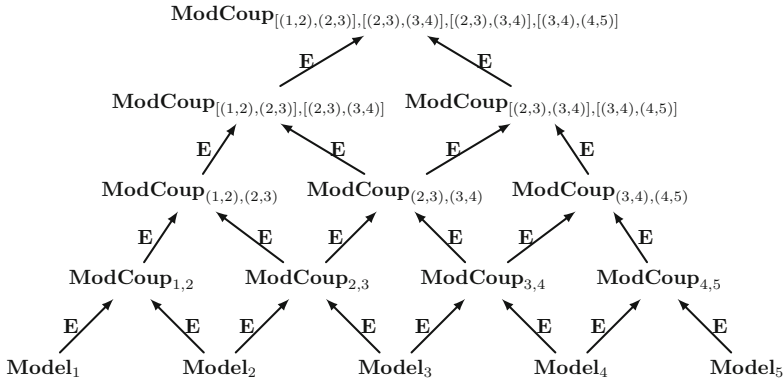 ModCoup[(1,2),(2,3)],[(2,3),(3,4)],[(2,3),(3,4)],[(3,4),(4,5)]
E E
ModCoup[(1,2),(2,3)],[(2,3),(3,4)] ModCoup[(2,3),(3,4)],[(3,4),(4,5)]
E E E E
ModCoup(1,2),(2,3) ModCoup(2,3),(3,4) ModCoup(3,4),(4,5)
E E E E E E
ModCoup1,2 ModCoup2,3 ModCoup3,4 ModCoup4,5
E E E E E E E E
Model1 Model2 Model3 Model4 Model5